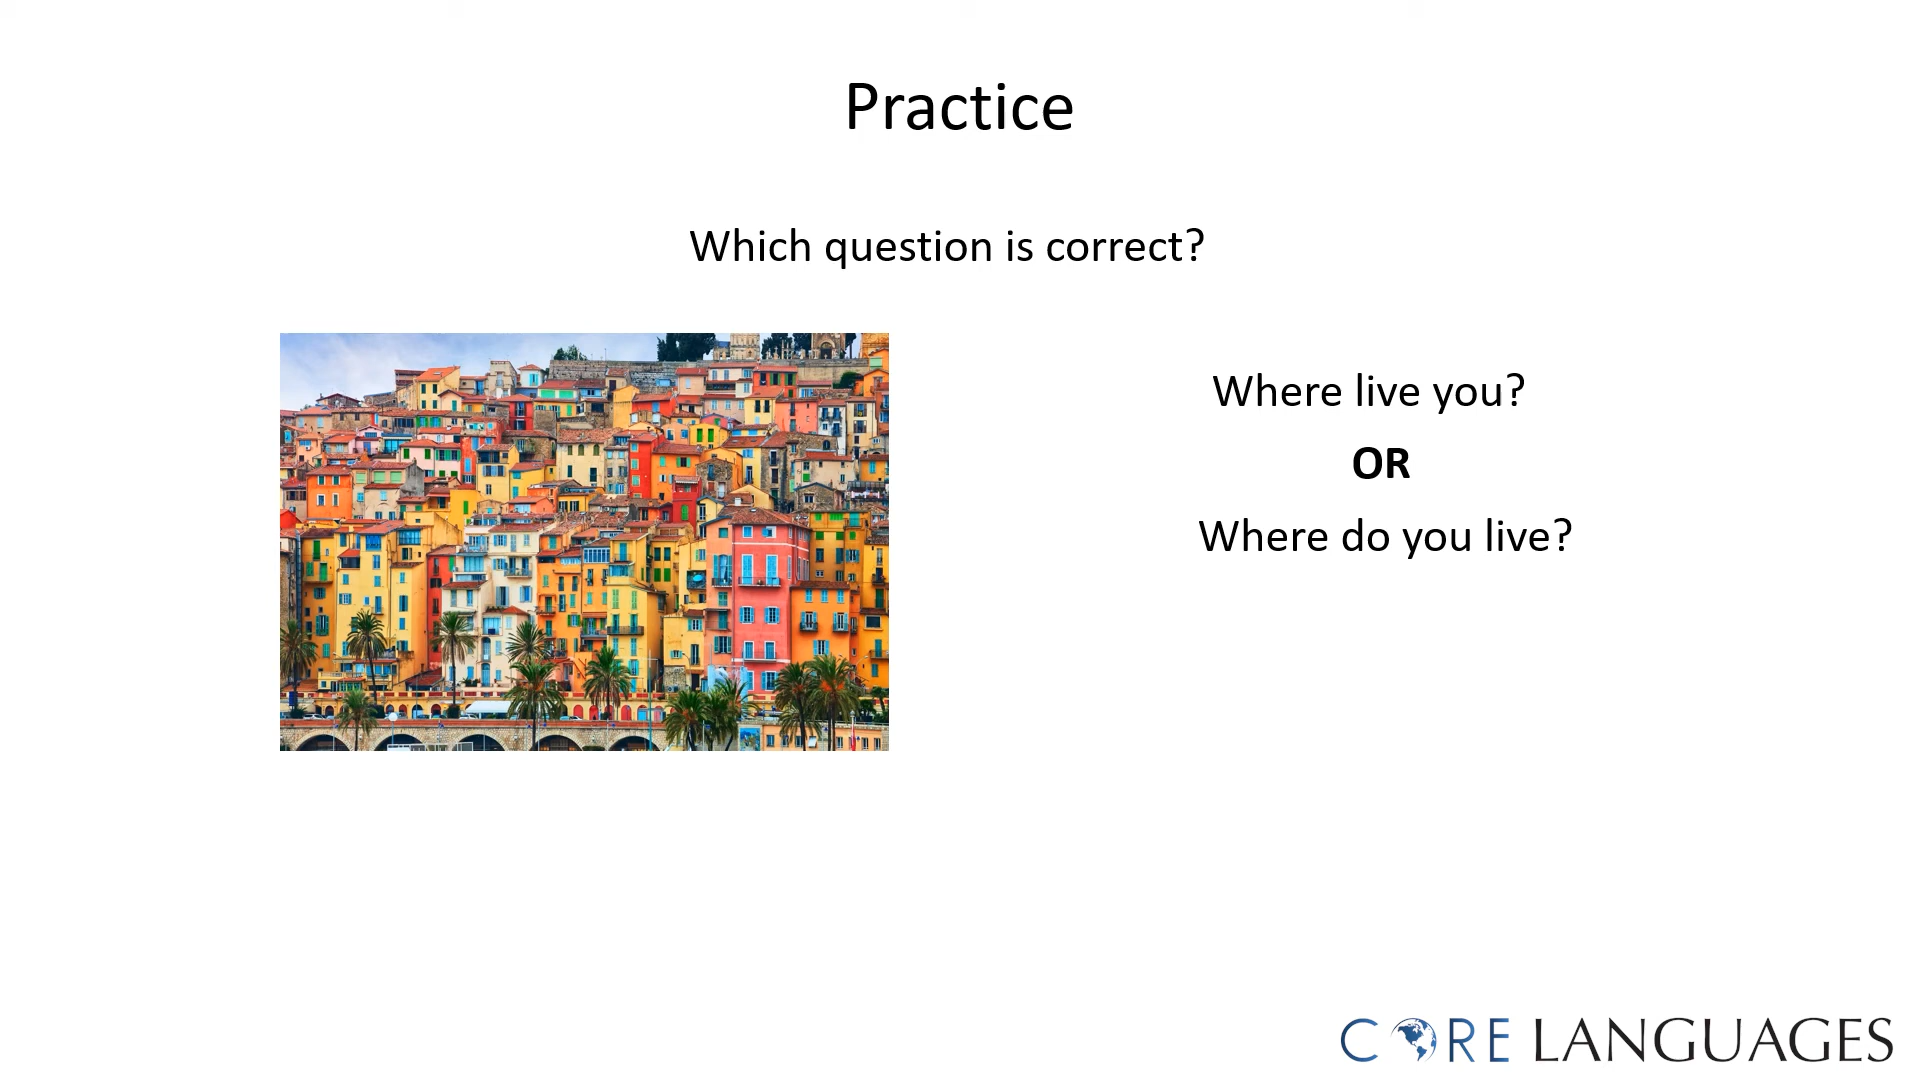 Practice
Which question is correct?
Where live you?
OR
Where do you live?
CORE LANGUAGES